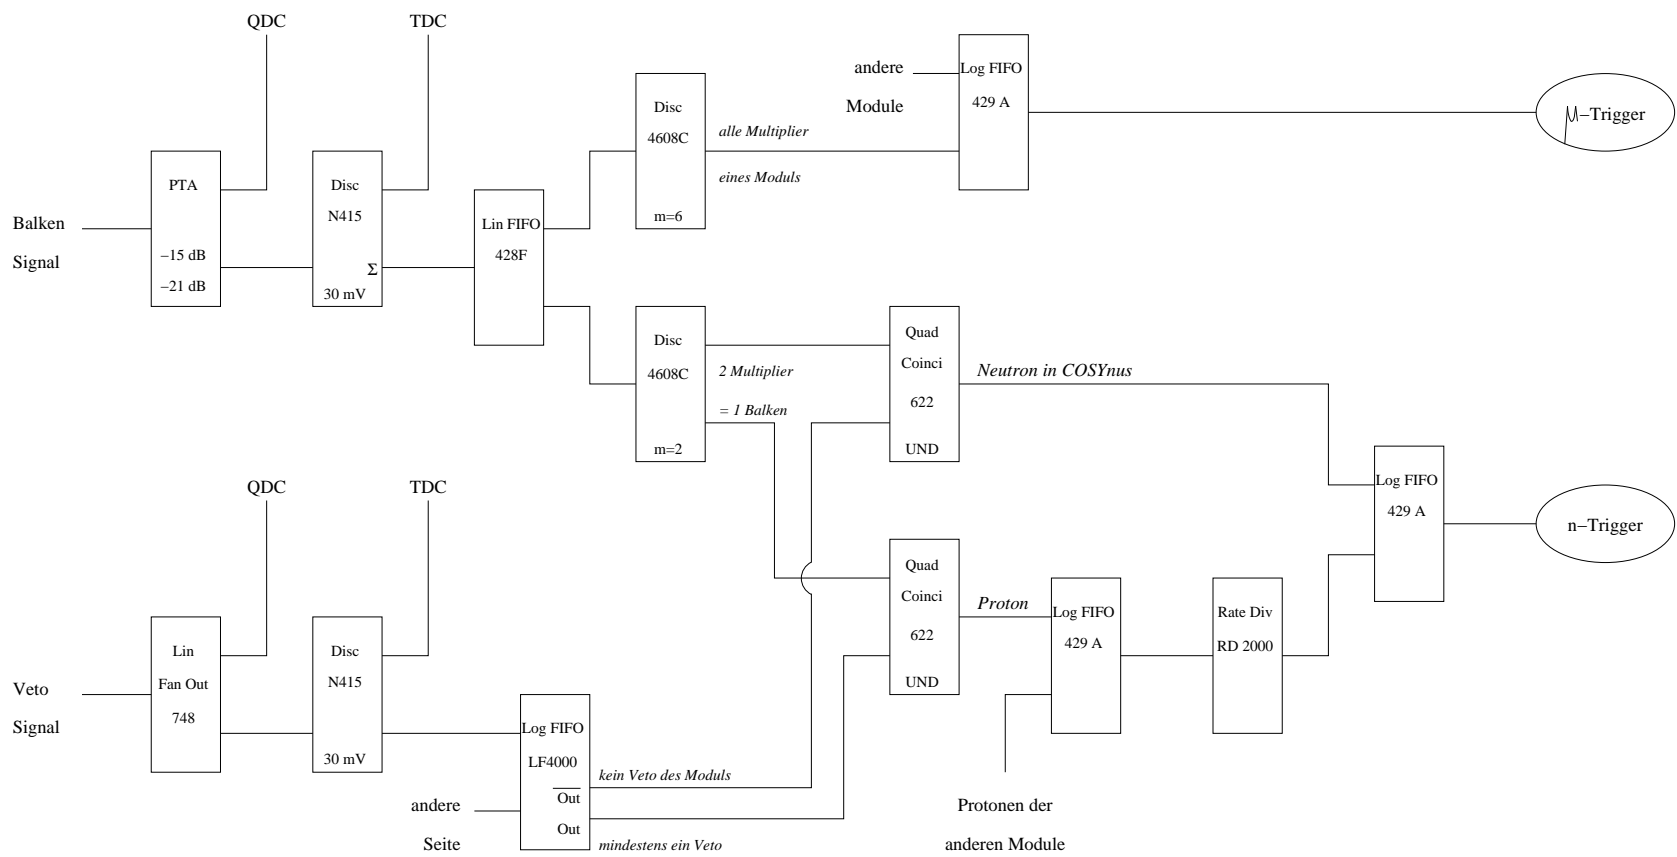 QDC
TDC
Balken
Signal
PTA
−15 dB
−21 dB
Disc
N415
Σ
30 mV
Lin FIFO
428F
Disc
4608C
m=6
alle Multiplier
eines Moduls
andere
Module
Log FIFO
429 A
μ−Trigger
Disc
4608C
m=2
2 Multiplier
= 1 Balken
Quad
Coinci
622
UND
Neutron in COSYnus
Log FIFO
429 A
n−Trigger
QDC
TDC
Veto
Signal
Lin
Fan Out
748
Disc
N415
30 mV
andere
Seite
Log FIFO
LF4000
Out
Out
kein Veto des Moduls
mindestens ein Veto
Quad
Coinci
622
UND
Proton
Log FIFO
429 A
Protonen der
anderen Module
Rate Div
RD 2000